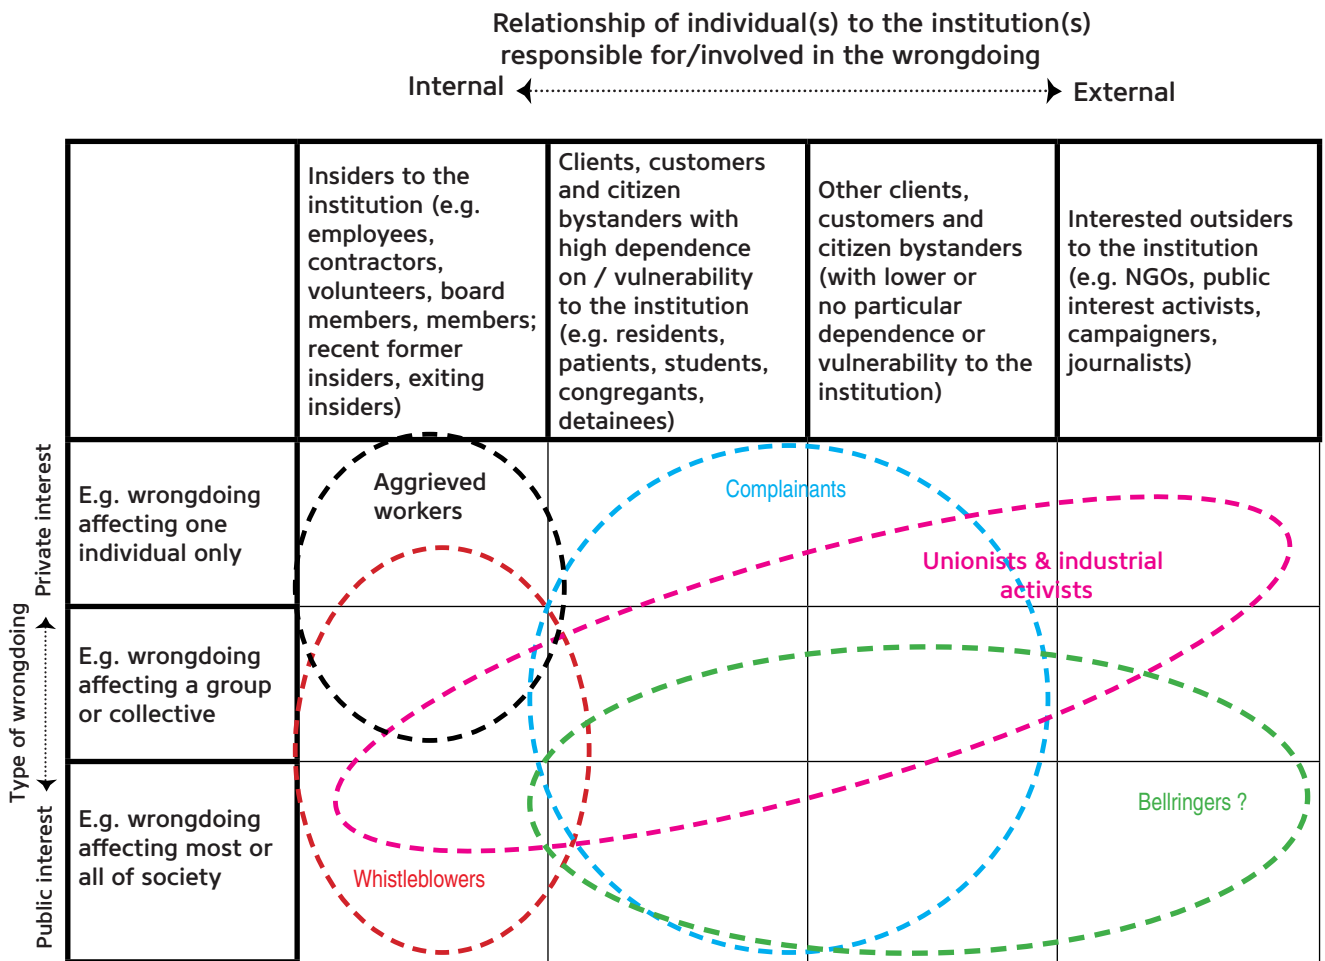 Relationship of individual(s) to the institution(s)
responsible for/involved in the wrongdoing
Internal
External
Insiders to the
institution (e.g.
employees,
contractors,
volunteers, board
members, members;
recent former
insiders, exiting
insiders)
Clients, customers
and citizen
bystanders with
high dependence
on / vulnerability
to the institution
(e.g. residents,
patients, students,
congregants,
detainees)
Other clients,
customers and
citizen bystanders
(with lower or
no particular
dependence or
vulnerability to the
institution)
Interested outsiders
to the institution
(e.g. NGOs, public
interest activists,
campaigners,
journalists)
Type of wrongdoing
Private interest
Public interest
E.g. wrongdoing
affecting one
individual only
E.g. wrongdoing
affecting a group
or collective
E.g. wrongdoing
affecting most or
all of society
Aggrieved
workers
Complainants
Unionists & industrial
activists
Bellringers ?
Whistleblowers